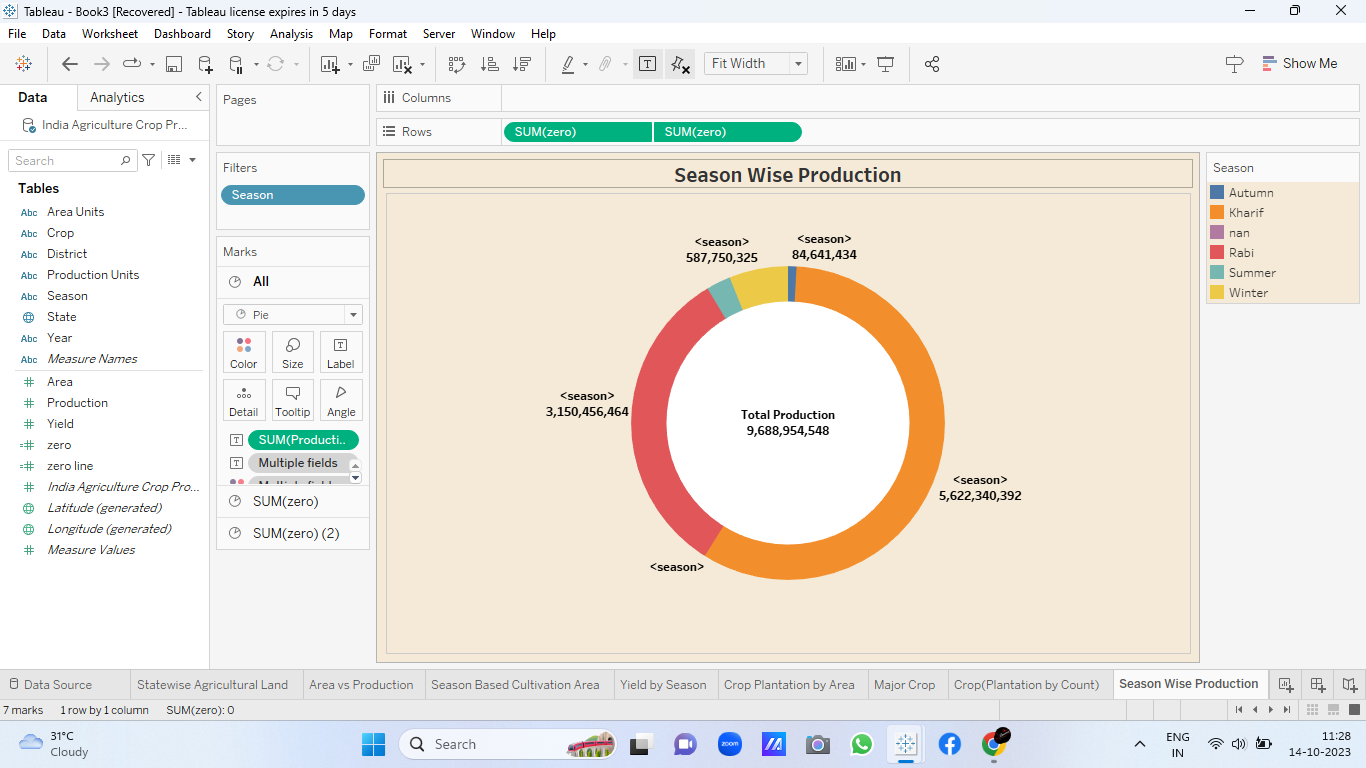 Tableau - Book3 [Recovered] - Tableau license expires in 5 days
File Data Worksheet Dashboard Story Analysis Map Format Server Window Help
Fit Width
Show Me
Data Analytics
India Agriculture Crop Pr...
Search
Tables
Abc Area Units
Abc Crop
Abc District
Abc Production Units
Abc Season
State
Abc Year
Abc Measure Names
Area
Production
Yield
zero
zero line
India Agriculture Crop Pro...
Latitude (generated)
Longitude (generated)
Measure Values
Pages
Filters
Season
Marks
All
Pie
Color Size Label
Detail Tooltip Angle
SUM(Producti..
Multiple fields
SUM(zero)
SUM(zero) (2)
Columns
Rows SUM(zero) SUM(zero)
Season Wise Production
<season>
587,750,325
<season>
84,641,434
<season>
3,150,456,464
Total Production
9,688,954,548
<season>
5,622,340,392
<season>
Season
Autumn
Kharif
nan
Rabi
Summer
Winter
Data Source Statewise Agricultural Land Area vs Production Season Based Cultivation Area Yield by Season Crop Plantation by Area Major Crop Crop(Plantation by Count) Season Wise Production
7 marks 1 row by 1 column SUM(zero): 0
31°C
Cloudy
Search
zoom
ENG
IN
11:28
14-10-2023